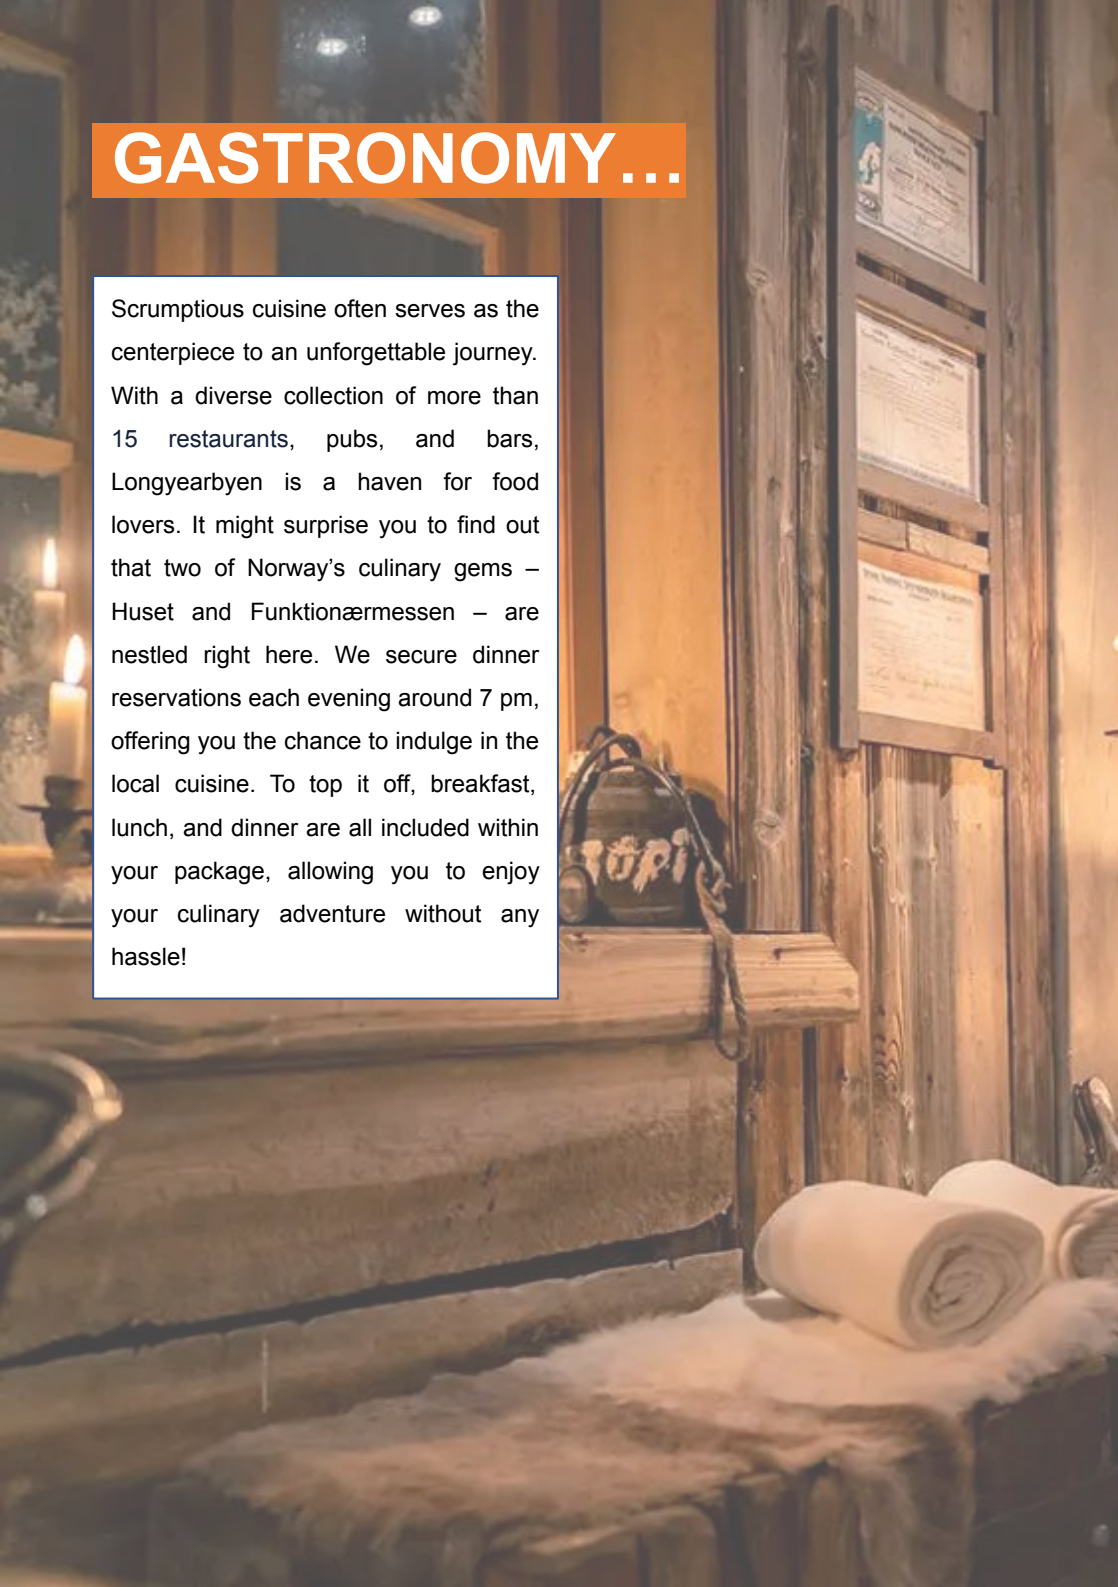 GASTRONOMY…
Scrumptious cuisine often serves as the
centerpiece to an unforgettable journey.
With a diverse collection of more than
15 restaurants, pubs, and bars,
Longyearbyen is a haven for food
lovers. It might surprise you to find out
that two of Norway’s culinary gems –
Huset and Funktionærmessen – are
nestled right here. We secure dinner
reservations each evening around 7 pm,
offering you the chance to indulge in the
local cuisine. To top it off, breakfast,
lunch, and dinner are all included within
your package, allowing you to enjoy
your culinary adventure without any
hassle!